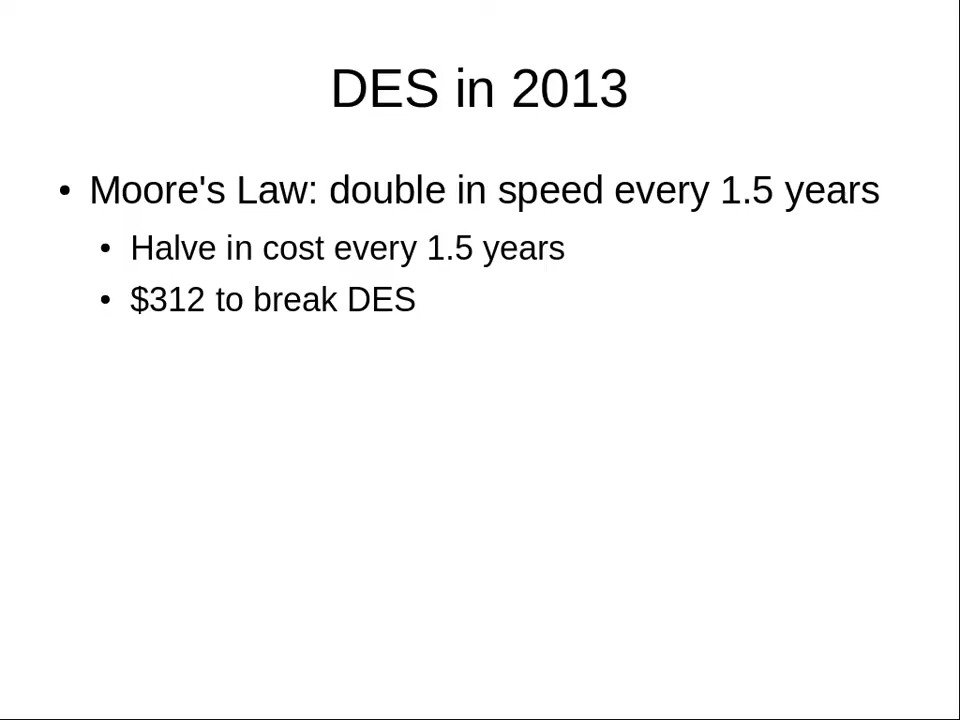 DES in 2013
• Moore's Law: double in speed every 1.5 years
• Halve in cost every 1.5 years
• $312 to break DES